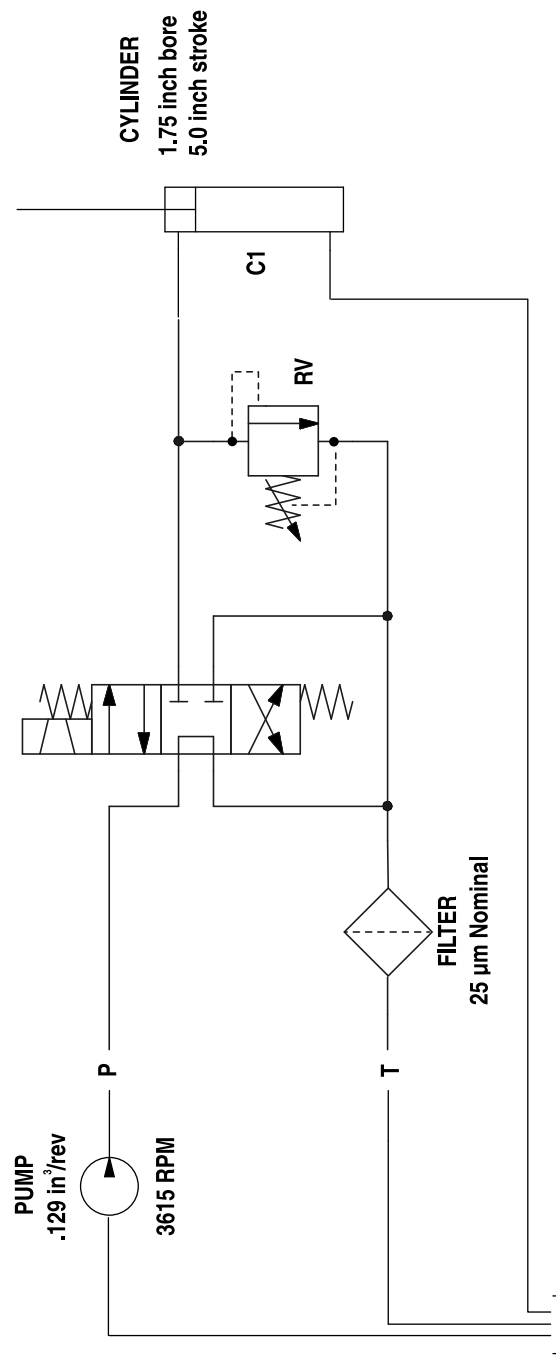 PUMP
.129 in³/rev
3615 RPM
P
T
FILTER
25 µm Nominal
RV
C1
CYLINDER
1.75 inch bore
5.0 inch stroke